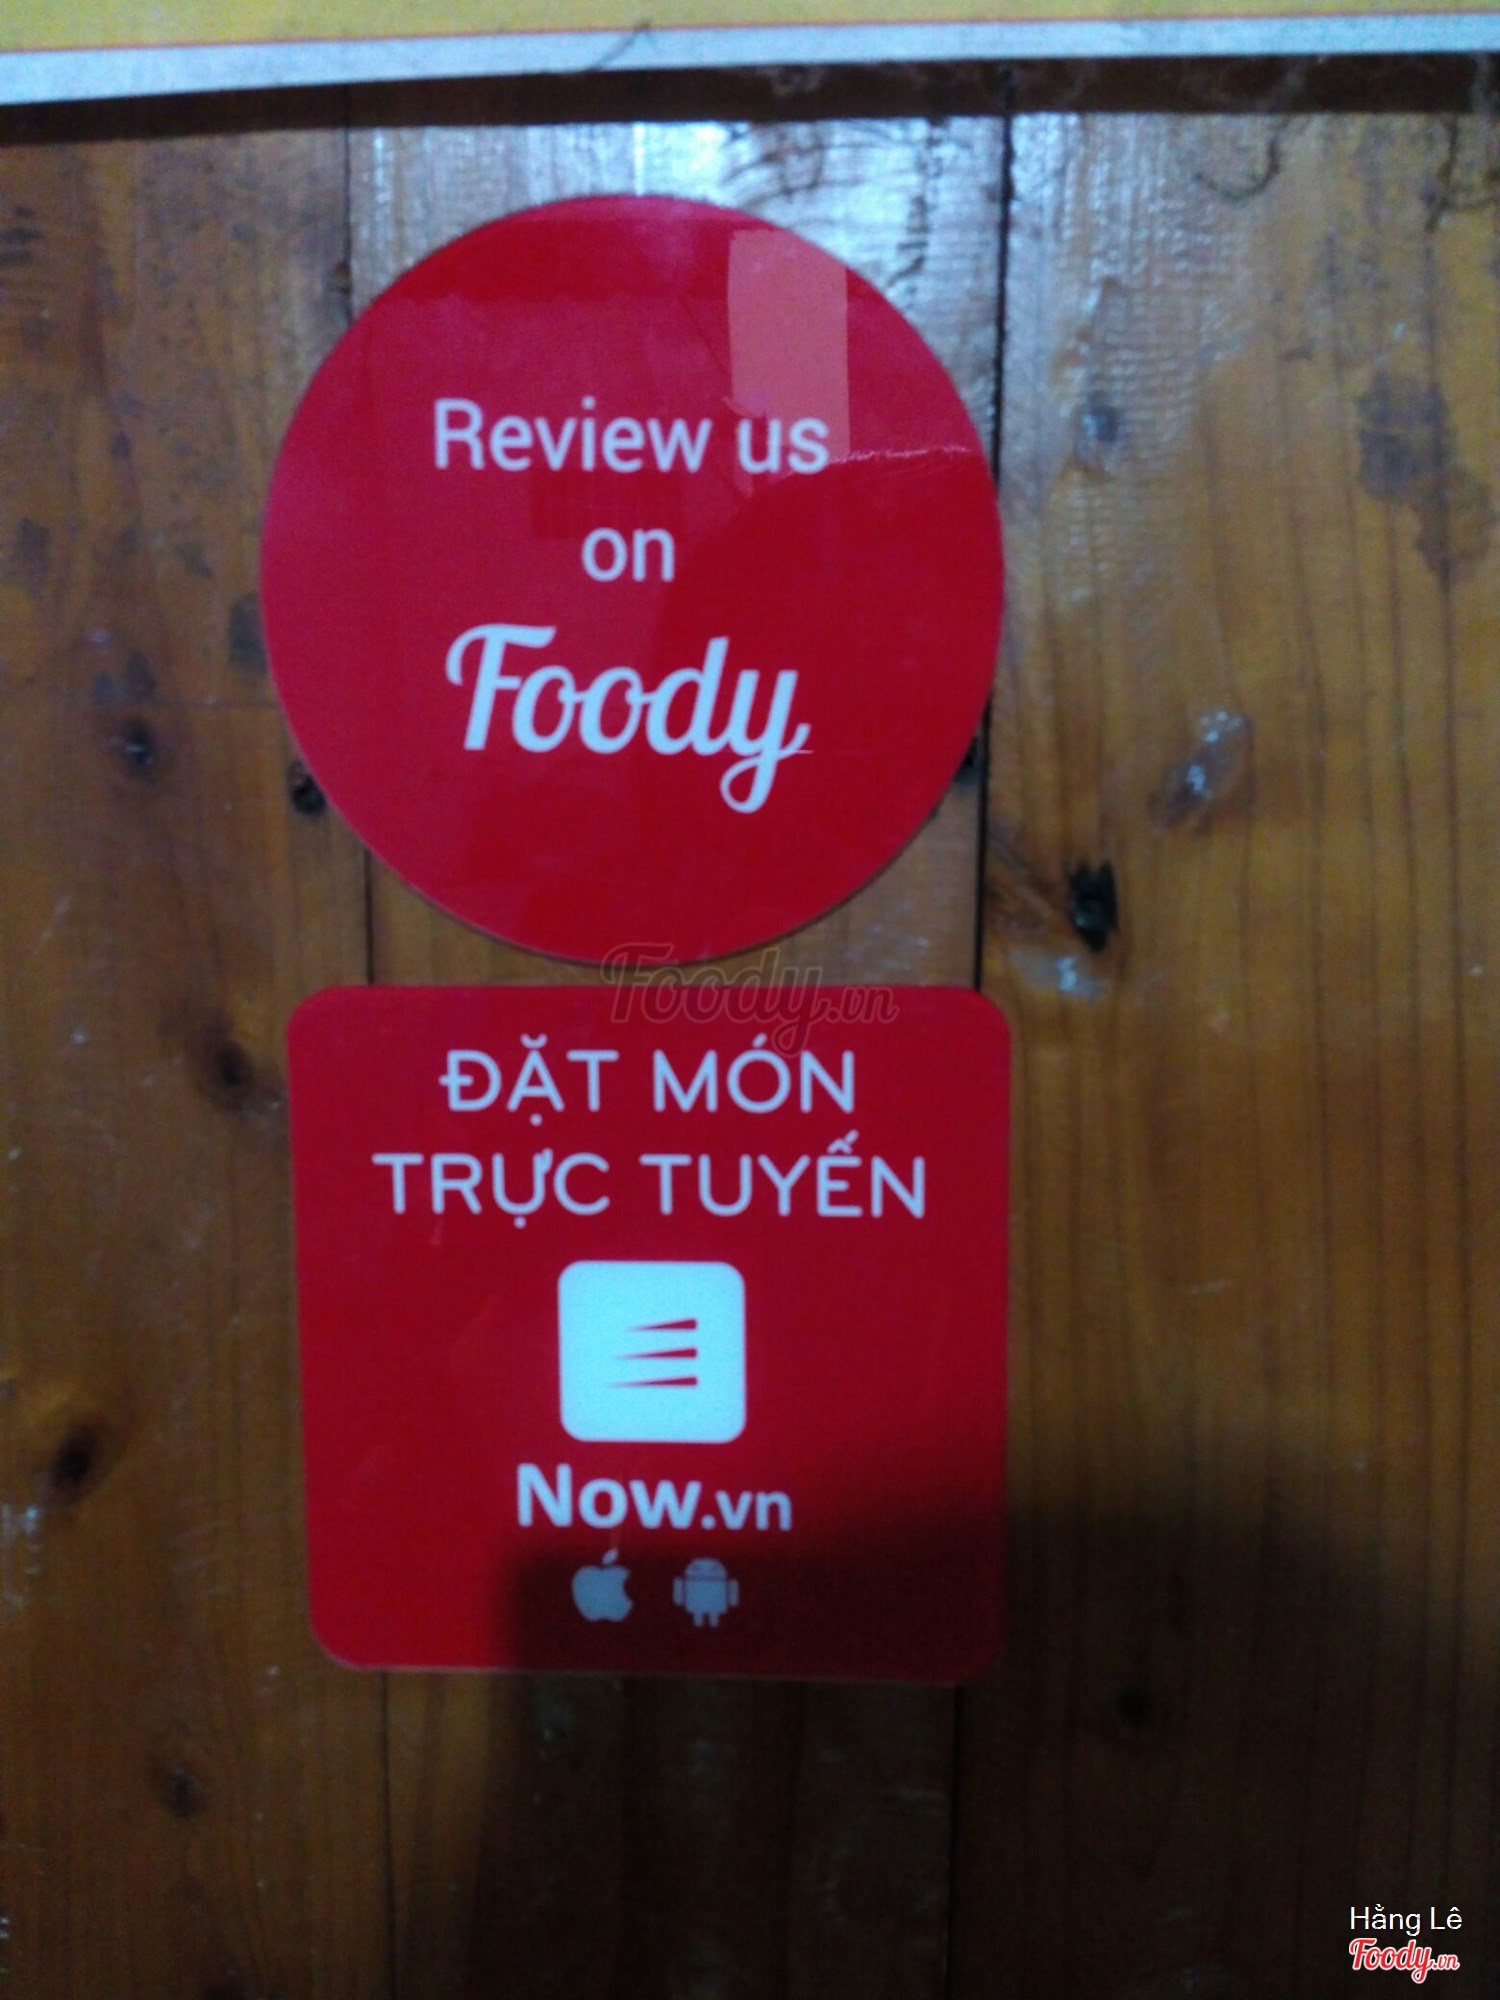 Review us
on
Foody
Foody.vn
ĐẶT MÓN
TRỰC TUYẾN
Now.vn
Hằng Lê
Foody.vn